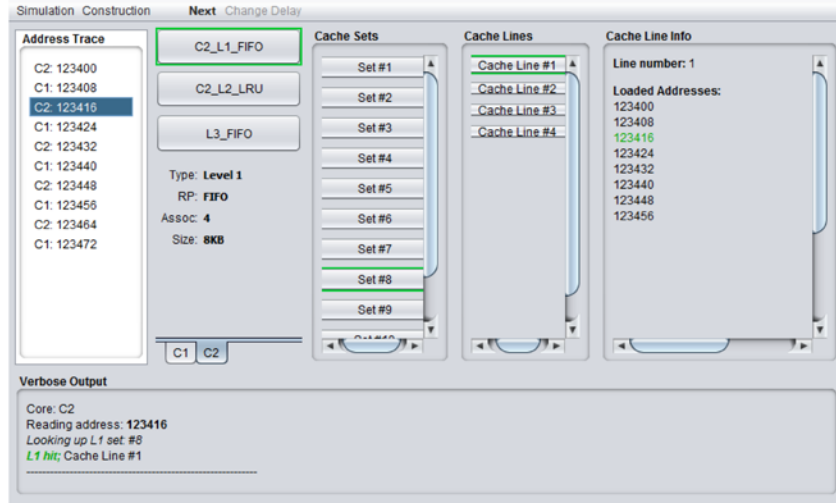 Simulation Construction Next Change Delay
Address Trace
C2: 123400
C1: 123408
C2: 123416
C1: 123424
C2: 123432
C1: 123440
C2: 123448
C1: 123456
C2: 123464
C1: 123472
C2_L1_FIFO
C2_L2_LRU
L3_FIFO
Type: Level 1
RP: FIFO
Assoc: 4
Size: 8KB
C1 C2
Cache Sets
Set #1
Set #2
Set #3
Set #4
Set #5
Set #6
Set #7
Set #8
Set #9
Set #10
Cache Lines
Cache Line #1
Cache Line #2
Cache Line #3
Cache Line #4
Cache Line Info
Line number: 1
Loaded Addresses:
123400
123408
123416
123424
123432
123440
123448
123456
Verbose Output
Core: C2
Reading address: 123416
Looking up L1 set: #8
L1 hit; Cache Line #1
--------------------------------------------------------